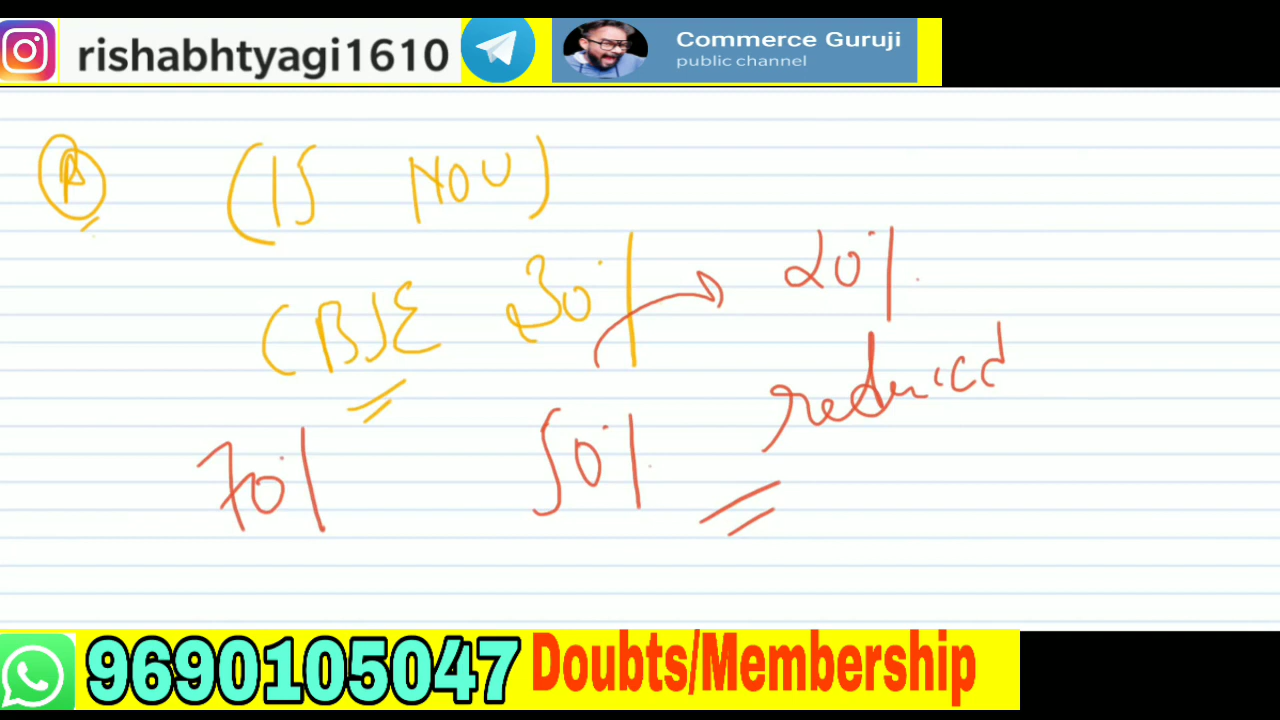 rishabhtyagi1610
Commerce Guruji
public channel
A (15 NOV)
CBSE 30% 20%
reduced
70% 50%
9690105047 Doubts/Membership